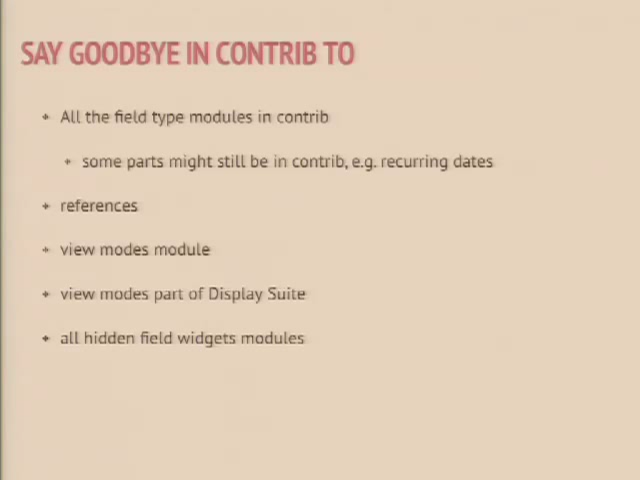 SAY GOODBYE IN CONTRIB TO
All the field type modules in contrib
some parts might still be in contrib, e.g. recurring dates
references
view modes module
view modes part of Display Suite
all hidden field widgets modules